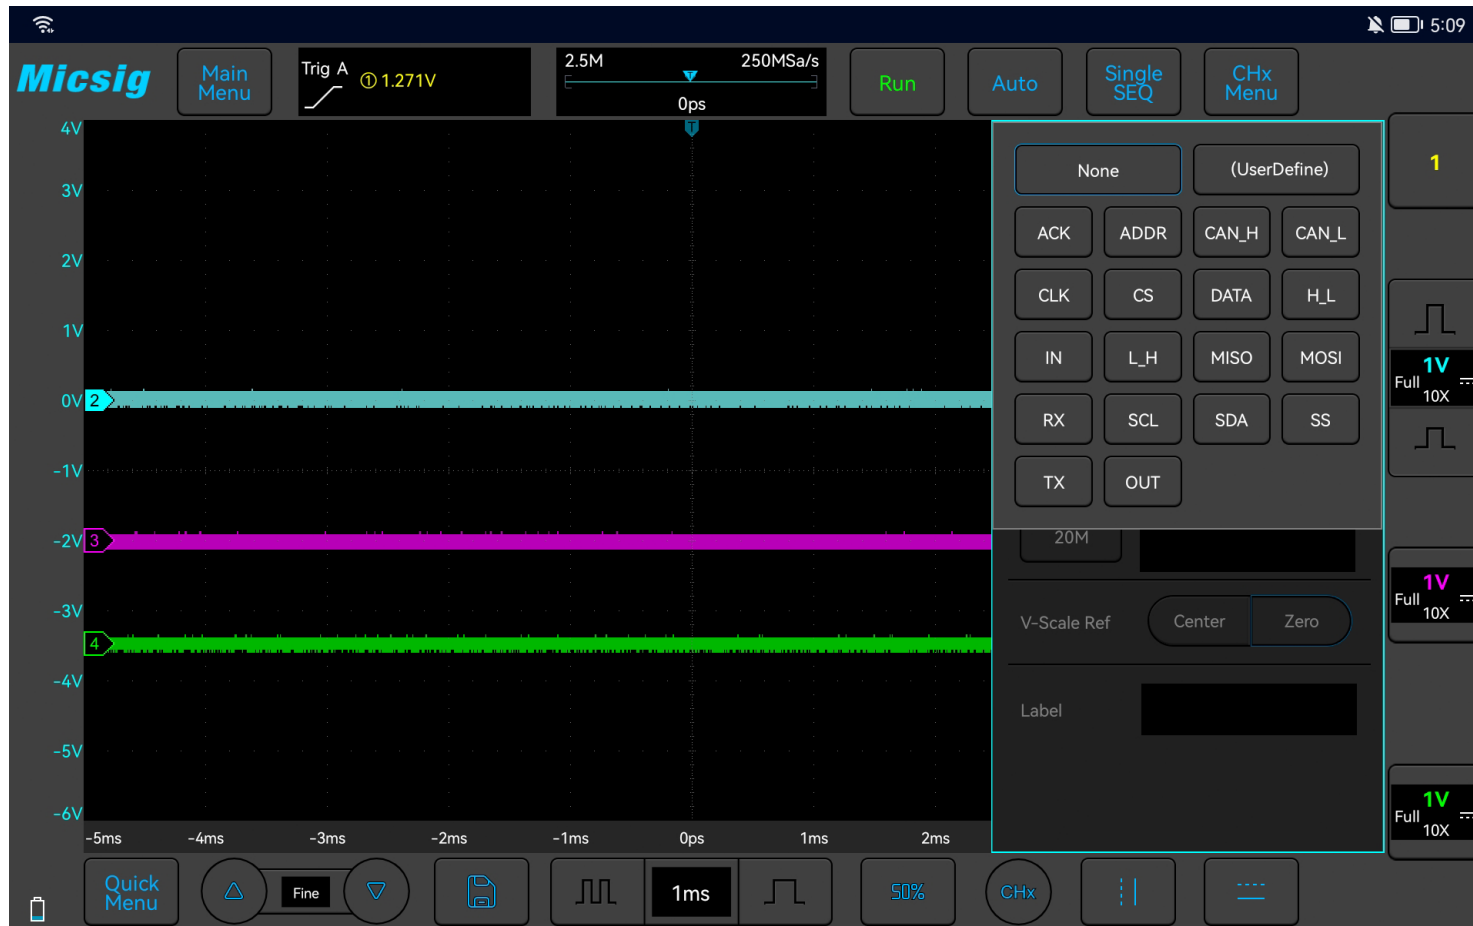 5:09
Micsig
Main Menu
Trig A
① 1.271V
2.5M
250MSa/s
T
0ps
Run
Auto
Single SEQ
CHx Menu
4V
3V
2V
1V
0V
-1V
-2V
-3V
-4V
-5V
-6V
T
2
3
4
None
(UserDefine)
ACK
ADDR
CAN_H
CAN_L
CLK
CS
DATA
H_L
IN
L_H
MISO
MOSI
RX
SCL
SDA
SS
TX
OUT
20M
V-Scale Ref
Center
Zero
Label
1
1V
Full
10X
1V
Full
10X
1V
Full
10X
-5ms
-4ms
-3ms
-2ms
-1ms
0ps
1ms
2ms
Quick Menu
Fine
1ms
50%
CHx